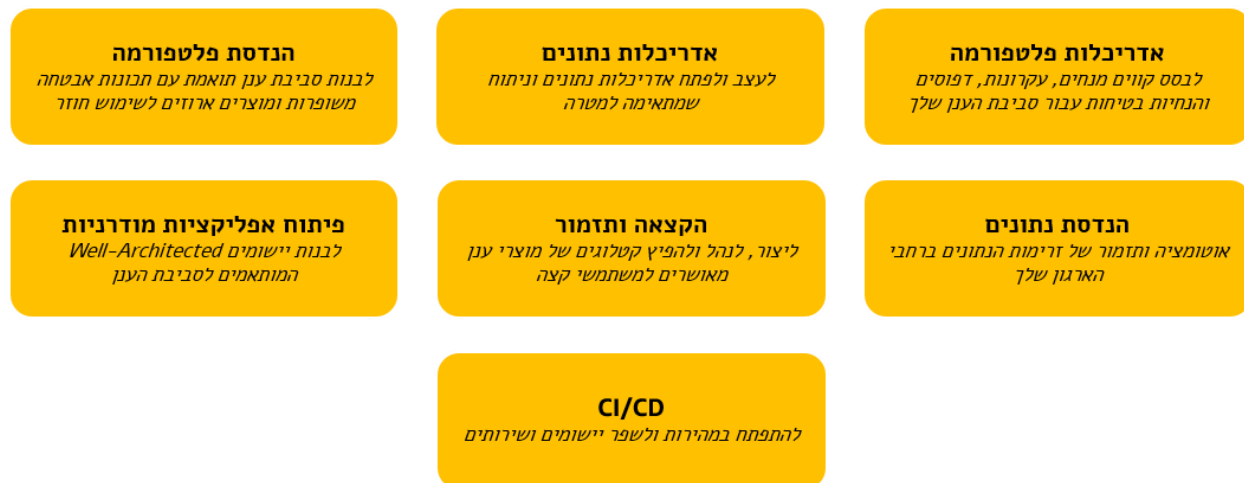 אדריכלות פלטפורמה
לבסס קווים מנחים, עקרונות, דפוסים
והנחיות בטיחות עבור סביבת הענן שלך
אדריכלות נתונים
לעצב ולפתח אדריכלות נתונים וניתוח
שמתאימה למטרה
הנדסת פלטפורמה
לבנות סביבת ענן תואמת עם תכונות אבטחה
משופרות ומוצרים ארוזים לשימוש חוזר
הנדסת נתונים
אוטומציה ותזמור של זרימות הנתונים ברחבי
הארגון שלך
הקצאה ותזמור
ליצור, לנהל ולהפיץ קטלוגים של מוצרי ענן
מאושרים למשתמשי קצה
פיתוח אפליקציות מודרניות
לבנות יישומים Well-Architected
המותאמים לסביבת הענן
CI/CD
להתפתח במהירות ולשפר יישומים ושירותים